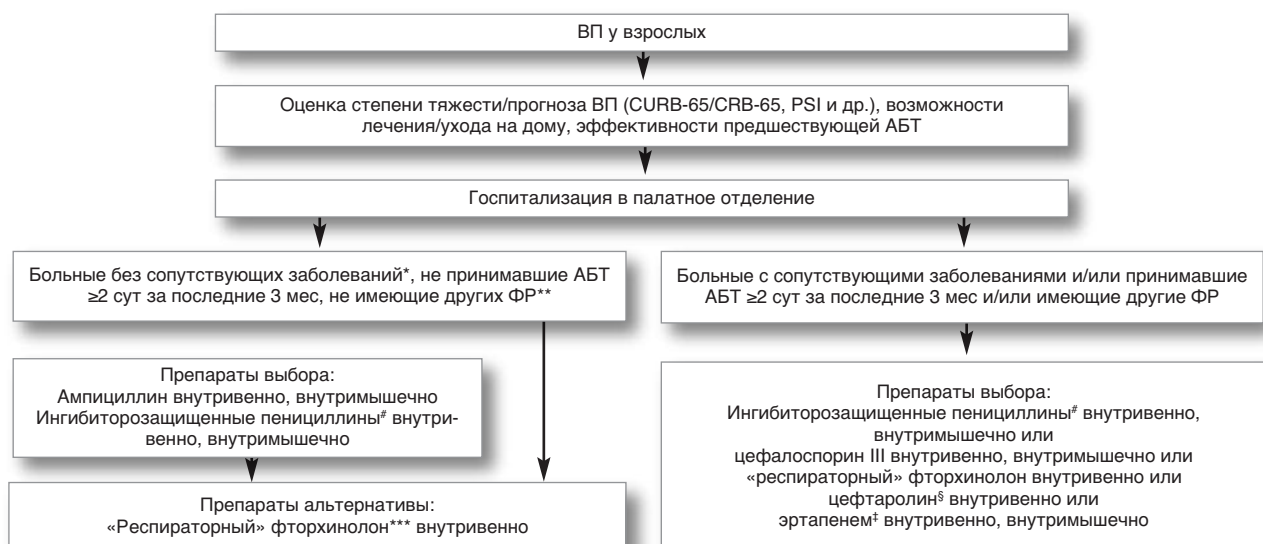 ВП у взрослых
Оценка степени тяжести/прогноза ВП (CURB-65/CRB-65, PSI и др.), возможности
лечения/ухода на дому, эффективности предшествующей АБТ
Госпитализация в палатное отделение
Больные без сопутствующих заболеваний*, не принимавшие АБТ
≥2 сут за последние 3 мес, не имеющие других ФР**
Препараты выбора:
Ампициллин внутривенно, внутримышечно
Ингибиторозащищенные пенициллины# внутри-
венно, внутримышечно
Препараты альтернативы:
«Респираторный» фторхинолон*** внутривенно
Больные с сопутствующими заболеваниями и/или принимавшие
АБТ ≥2 сут за последние 3 мес и/или имеющие другие ФР
Препараты выбора:
Ингибиторозащищенные пенициллины# внутривенно,
внутримышечно или
цефалоспорин III внутривенно, внутримышечно или
«респираторный» фторхинолон внутривенно или
цефтаролин§ внутривенно или
эртапенем‡ внутривенно, внутримышечно